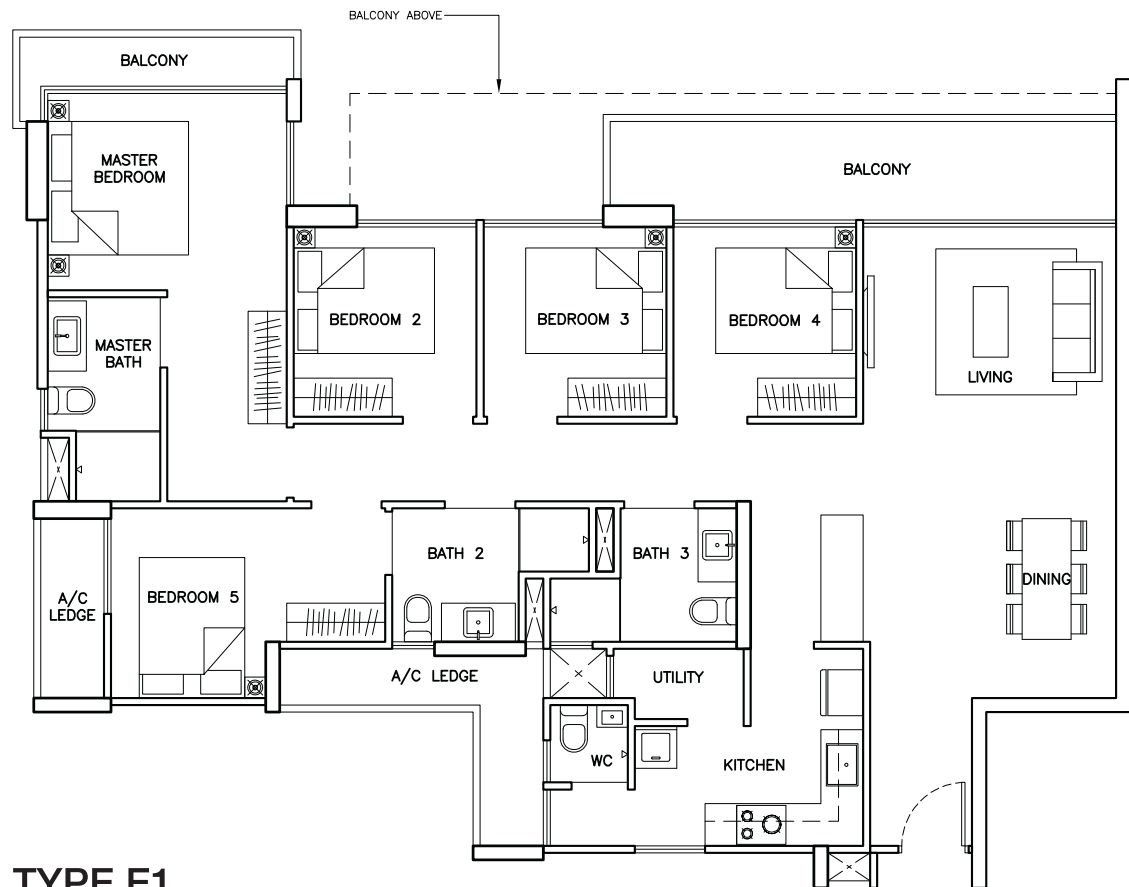 BALCONY ABOVE
BALCONY
MASTER
BEDROOM
BALCONY
BEDROOM 2
BEDROOM 3
BEDROOM 4
MASTER
BATH
LIVING
BATH 2
BATH 3
DINING
A/C
LEDGE
BEDROOM 5
A/C LEDGE
UTILITY
WC
KITCHEN
TYPE F1